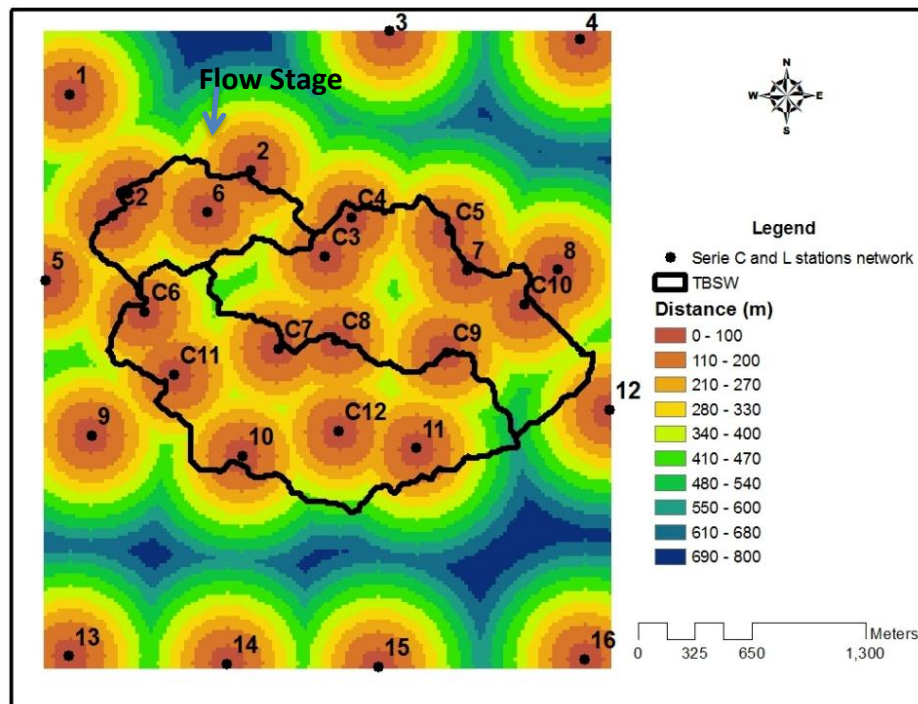 3
4
1
Flow Stage
2
C2
6
C4
C5
C3
7
8
5
C10
C6
C7
C8
C9
C11
12
9
C12
10
11
13
14
15
16
N
W
E
S
Legend
Serie C and L stations network
TBSW
Distance (m)
0 - 100
110 - 200
210 - 270
280 - 330
340 - 400
410 - 470
480 - 540
550 - 600
610 - 680
690 - 800
Meters
0 325 650 1,300